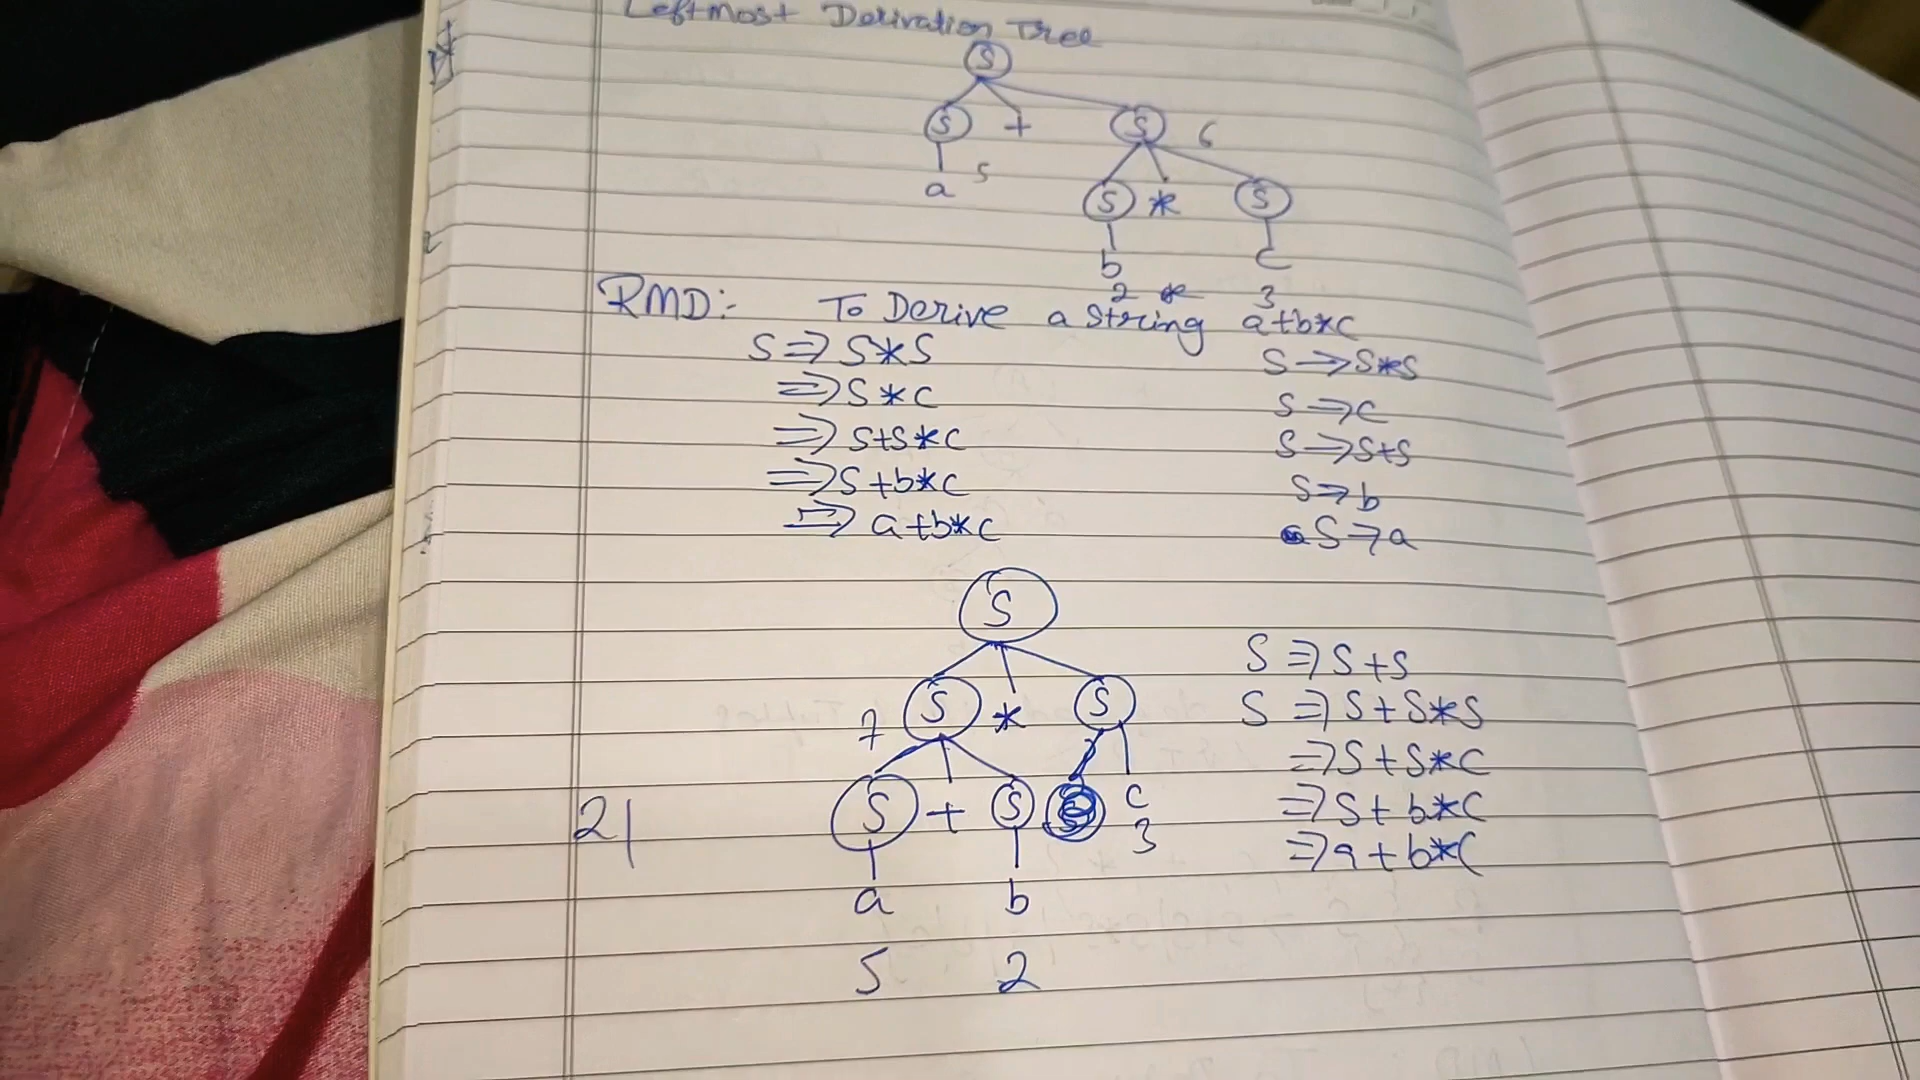 Leftmost Derivation Tree
S
S + S 6
a 5
S * S
b c
2 * 3
RMD:- To Derive a string a+b*c
S ⇒ S*S S → S*S
⇒ S*c S → c
⇒ S+S*c S → S+S
⇒ S+b*c S → b
⇒ a+b*c S → a
S
S ⇒ S+S
7 S * S S ⇒ S+S*S
⇒ S+S*c
21 S + S c ⇒ S+b*c
3
⇒ a+b*c
a b
5 2